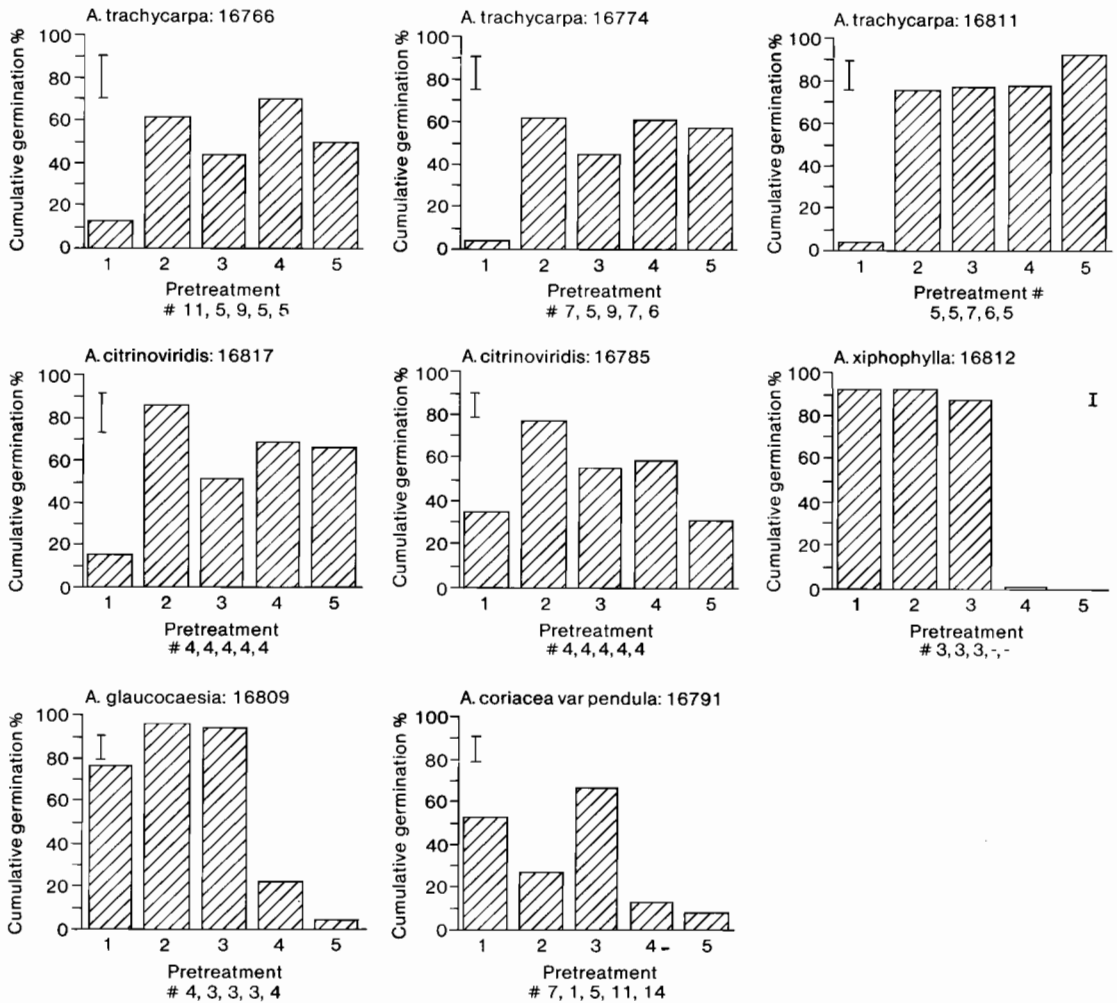 A. trachycarpa: 16766
Cumulative germination %
100
80
60
40
20
0
1 2 3 4 5
Pretreatment
# 11, 5, 9, 5, 5
A. trachycarpa: 16774
Cumulative germination %
100
80
60
40
20
0
1 2 3 4 5
Pretreatment
# 7, 5, 9, 7, 6
A. trachycarpa: 16811
Cumulative germination %
100
80
60
40
20
0
1 2 3 4 5
Pretreatment #
5, 5, 7, 6, 5
A. citrinoviridis: 16817
Cumulative germination %
100
80
60
40
20
0
1 2 3 4 5
Pretreatment
# 4, 4, 4, 4, 4
A. citrinoviridis: 16785
Cumulative germination %
100
80
60
40
20
0
1 2 3 4 5
Pretreatment
# 4, 4, 4, 4, 4
A. xiphophylla: 16812
Cumulative germination %
100
80
60
40
20
0
1 2 3 4 5
Pretreatment
# 3, 3, 3, -, -
A. glaucocaesia: 16809
Cumulative germination %
100
80
60
40
20
0
1 2 3 4 5
Pretreatment
# 4, 3, 3, 3, 4
A. coriacea var pendula: 16791
Cumulative germination %
100
80
60
40
20
0
1 2 3 4 - 5
Pretreatment
# 7, 1, 5, 11, 14